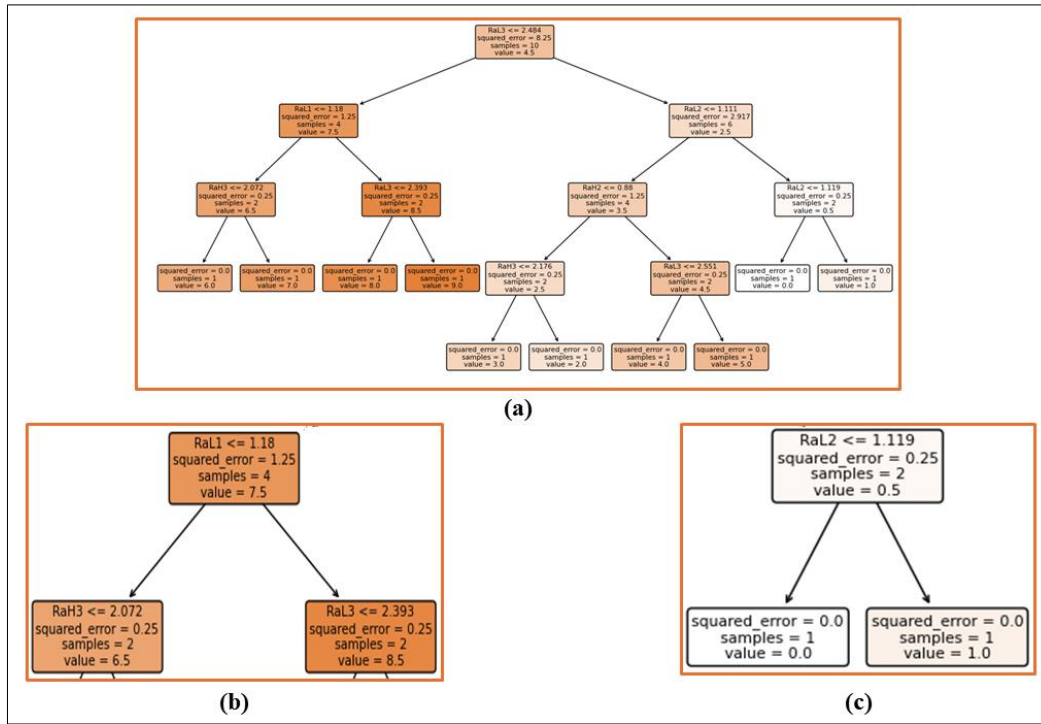 RaL3 <= 2.484
squared_error = 8.25
samples = 10
value = 4.5
RaL1 <= 1.18
squared_error = 1.25
samples = 4
value = 7.5
RaL2 <= 1.111
squared_error = 2.917
samples = 6
value = 2.5
RaH3 <= 2.072
squared_error = 0.25
samples = 2
value = 6.5
RaL3 <= 2.393
squared_error = 0.25
samples = 2
value = 8.5
RaH2 <= 0.88
squared_error = 1.25
samples = 4
value = 3.5
RaL2 <= 1.119
squared_error = 0.25
samples = 2
value = 0.5
squared_error = 0.0
samples = 1
value = 6.0
squared_error = 0.0
samples = 1
value = 7.0
squared_error = 0.0
samples = 1
value = 8.0
squared_error = 0.0
samples = 1
value = 9.0
RaH3 <= 2.176
squared_error = 0.25
samples = 2
value = 2.5
RaL3 <= 2.551
squared_error = 0.25
samples = 2
value = 4.5
squared_error = 0.0
samples = 1
value = 0.0
squared_error = 0.0
samples = 1
value = 1.0
squared_error = 0.0
samples = 1
value = 3.0
squared_error = 0.0
samples = 1
value = 2.0
squared_error = 0.0
samples = 1
value = 4.0
squared_error = 0.0
samples = 1
value = 5.0
(a)
RaL1 <= 1.18
squared_error = 1.25
samples = 4
value = 7.5
RaH3 <= 2.072
squared_error = 0.25
samples = 2
value = 6.5
RaL3 <= 2.393
squared_error = 0.25
samples = 2
value = 8.5
(b)
RaL2 <= 1.119
squared_error = 0.25
samples = 2
value = 0.5
squared_error = 0.0
samples = 1
value = 0.0
squared_error = 0.0
samples = 1
value = 1.0
(c)